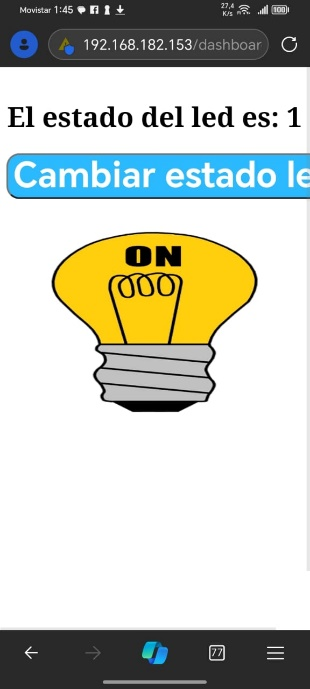 Movistar 1:45
27,4
K/s
100
192.168.182.153/dashboar
El estado del led es: 1
Cambiar estado le
ON
77